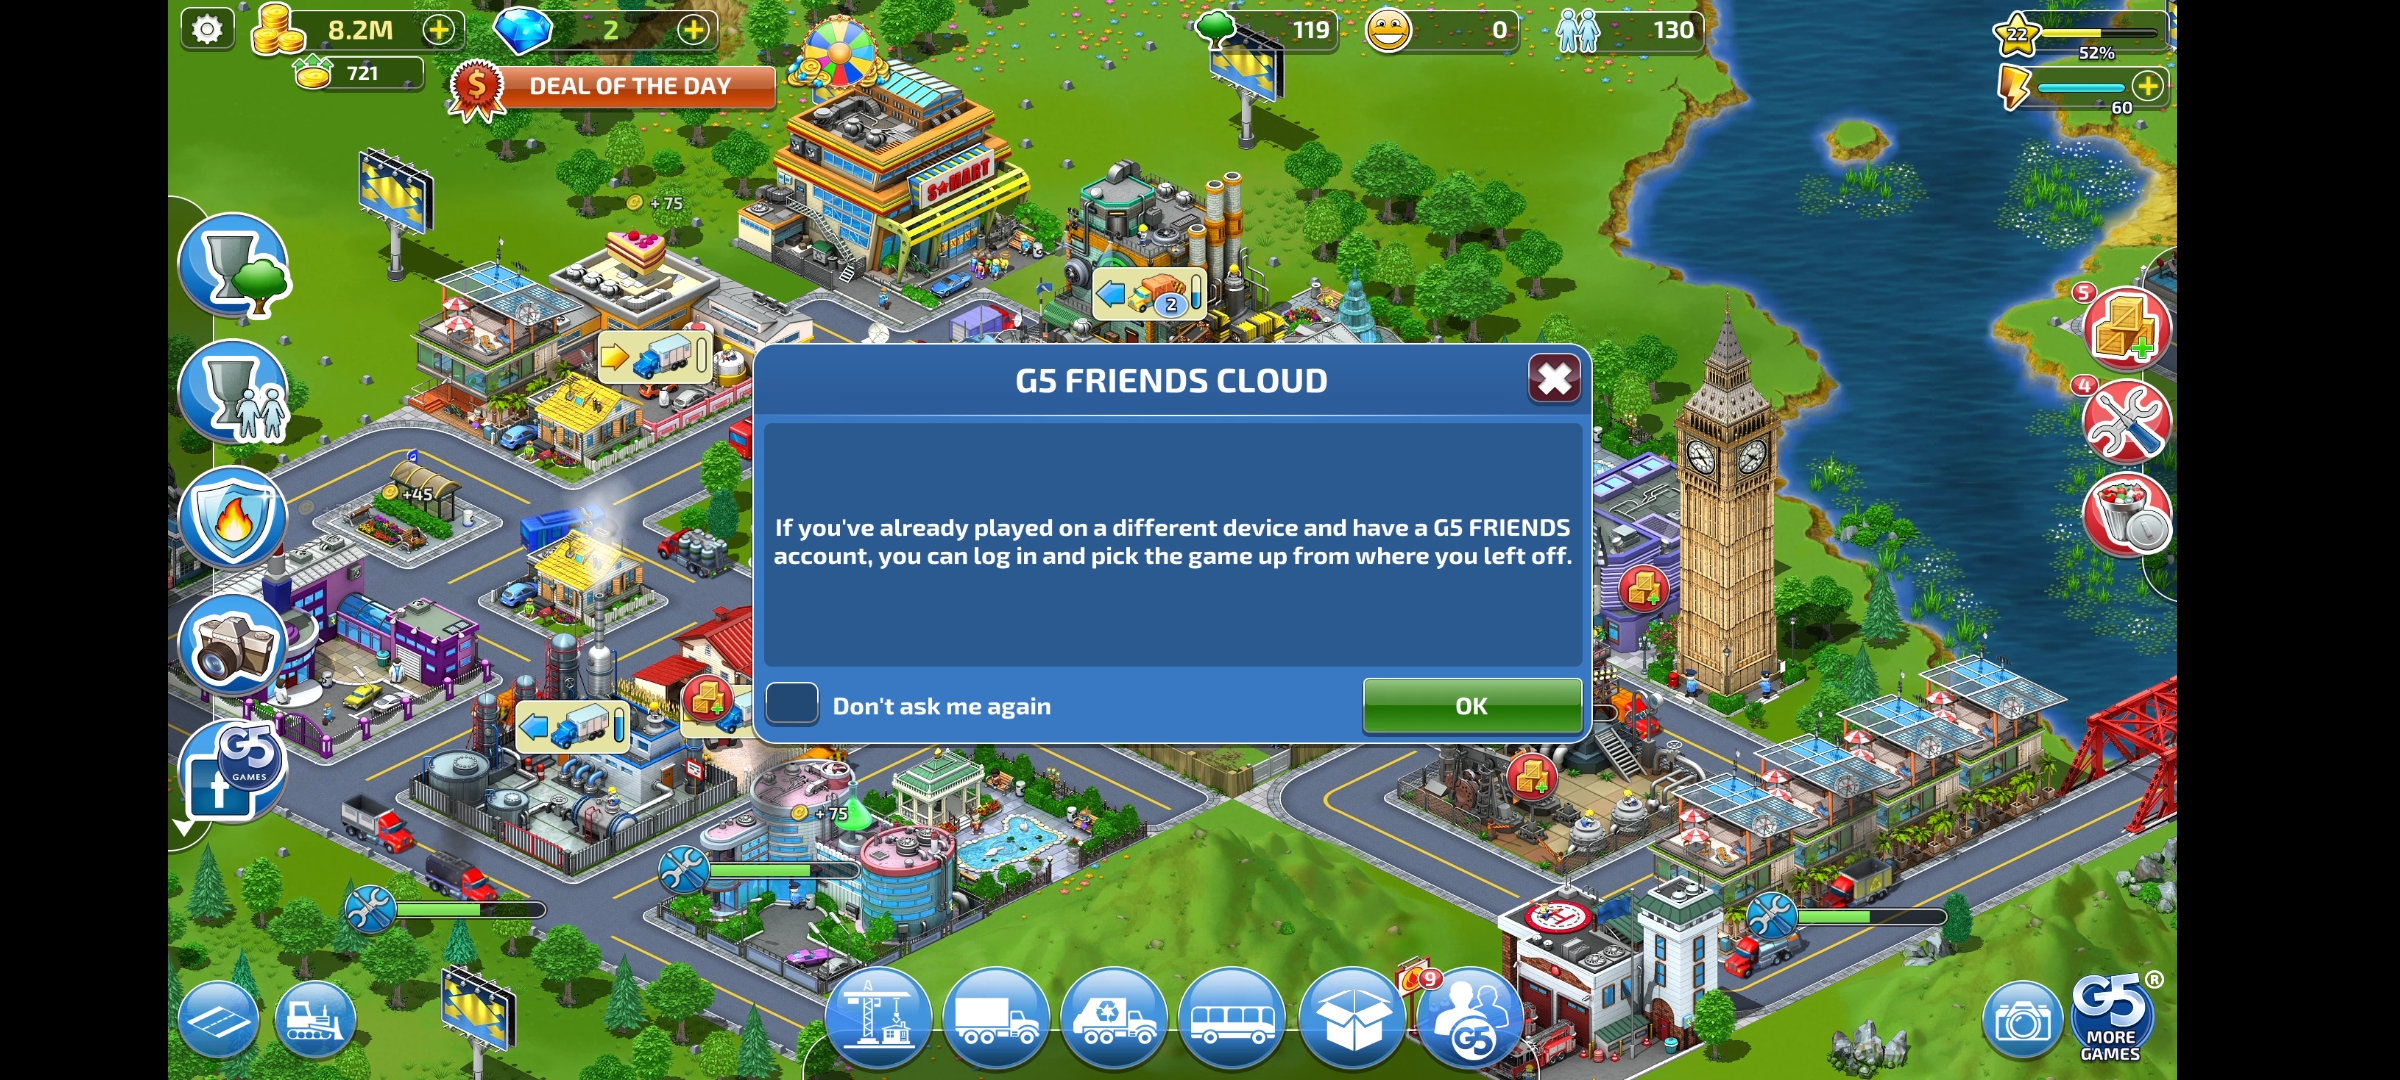 8.2M
2
119
0
130
22
52%
721
DEAL OF THE DAY
60
S★MART
+75
2
5
4
G5 FRIENDS CLOUD
+45
If you've already played on a different device and have a G5 FRIENDS
account, you can log in and pick the game up from where you left off.
Don't ask me again
OK
G5
GAMES
f
+75
H
9
G5
G5®
MORE
GAMES